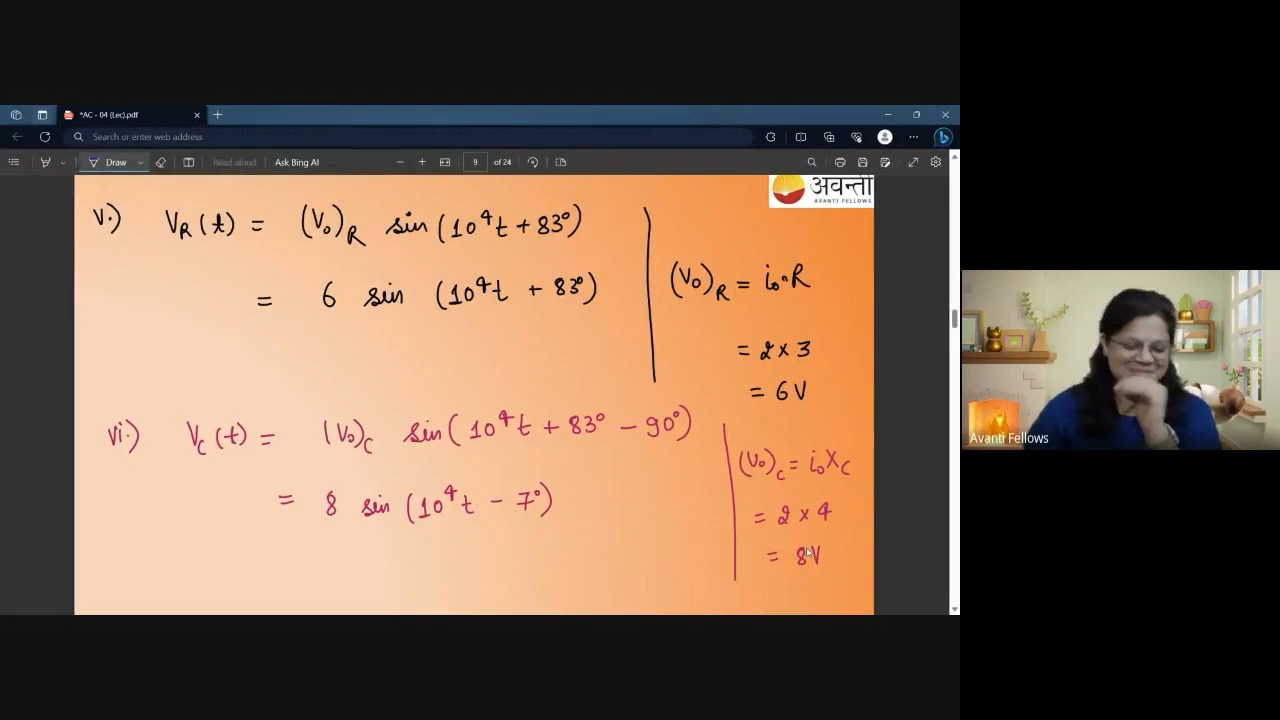 *AC - 04 (Lec).pdf
Search or enter web address
Draw
Read aloud
Ask Bing AI
9
of 24
अवन्ती
AVANTI FELLOWS
v.) V_R(t) = (V₀)_R sin(10⁴t + 83°)
= 6 sin (10⁴t + 83°)
(V₀)_R = i₀.R
= 2 × 3
= 6 V
vi.) V_C(t) = (V₀)_C sin(10⁴t + 83° - 90°)
= 8 sin (10⁴t - 7°)
(V₀)_C = i₀X_C
= 2 × 4
= 8V
Avanti Fellows